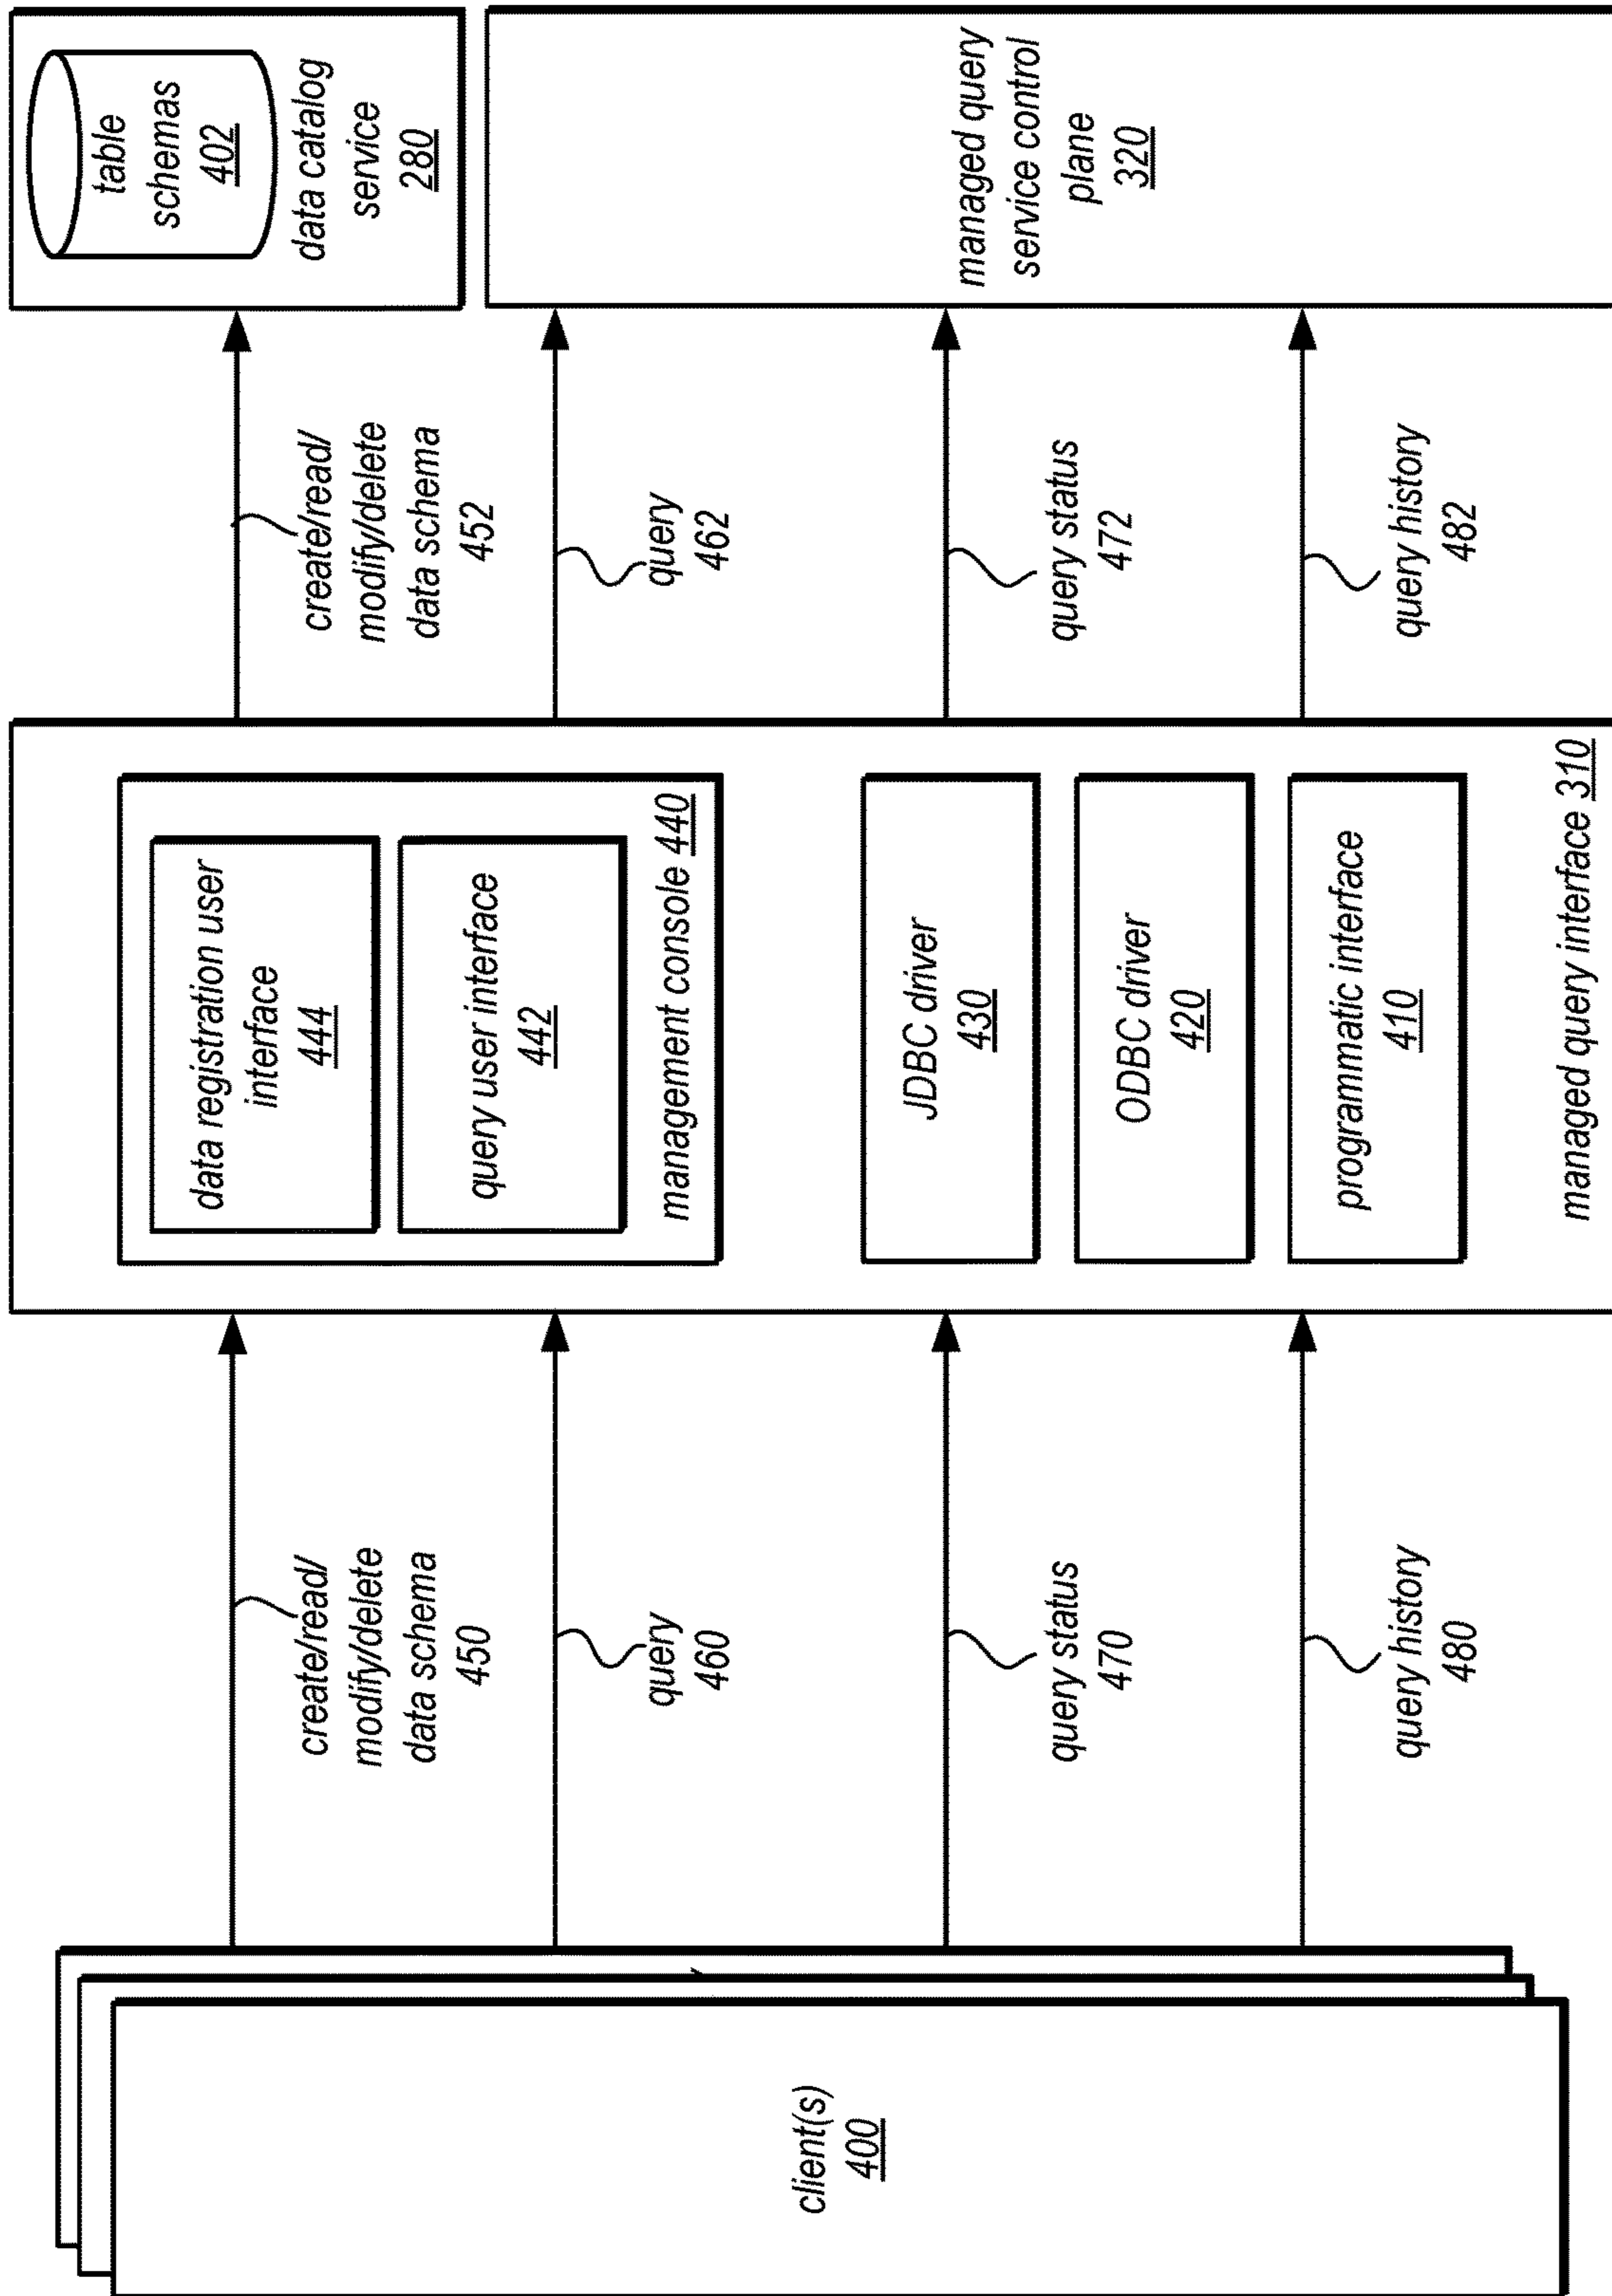 client(s)
400
create/read/
modify/delete
data schema
450
query
460
query status
470
query history
480
data registration user
interface
444
query user interface
442
management console 440
JDBC driver
430
ODBC driver
420
programmatic interface
410
managed query interface 310
create/read/
modify/delete
data schema
452
query
462
query status
472
query history
482
table
schemas
402
data catalog
service
280
managed query
service control
plane
320